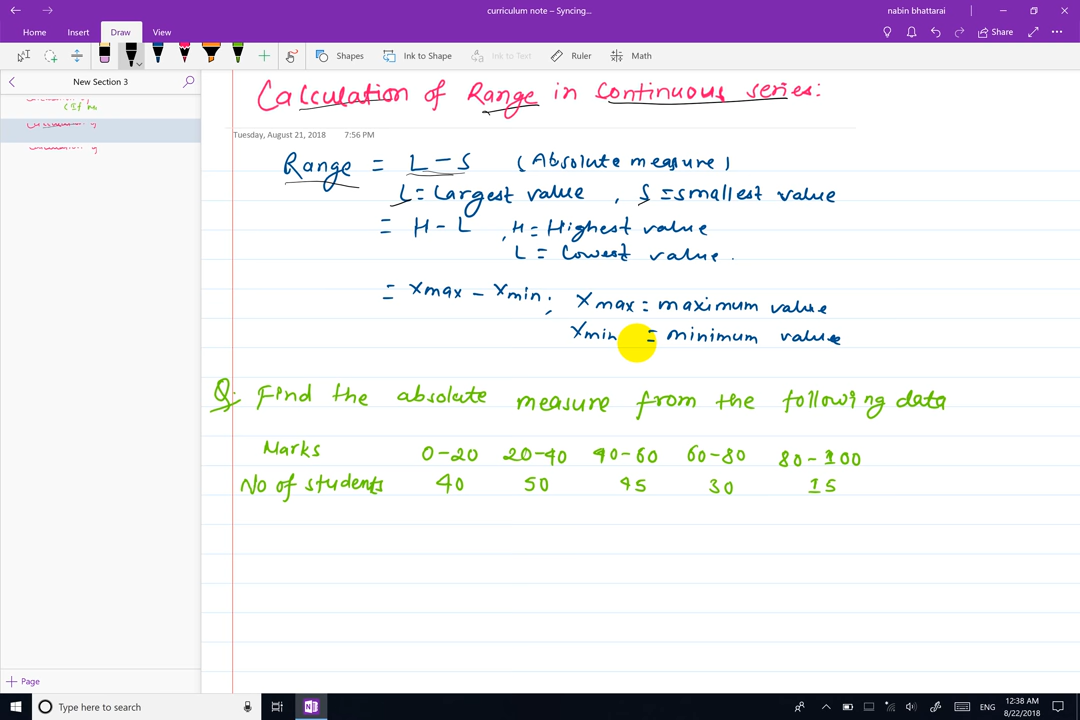 curriculum note – Syncing...
nabin bhattarai
Home Insert Draw View
Share
Shapes Ink to Shape Ink to Text Ruler Math
New Section 3
Calculation of Range in Continuous series:
Tuesday, August 21, 2018 7:56 PM
Range = L - S (Absolute measure)
L = Largest value , S = smallest value
= H - L , H = Highest value
L = Lowest value .
= Xmax - Xmin ; Xmax = maximum value
Xmin = minimum value
Q: Find the absolute measure from the following data
Marks 0-20 20-40 40-60 60-80 80-100
No of students 40 50 45 30 15
Page
Type here to search
ENG
12:38 AM
8/22/2018